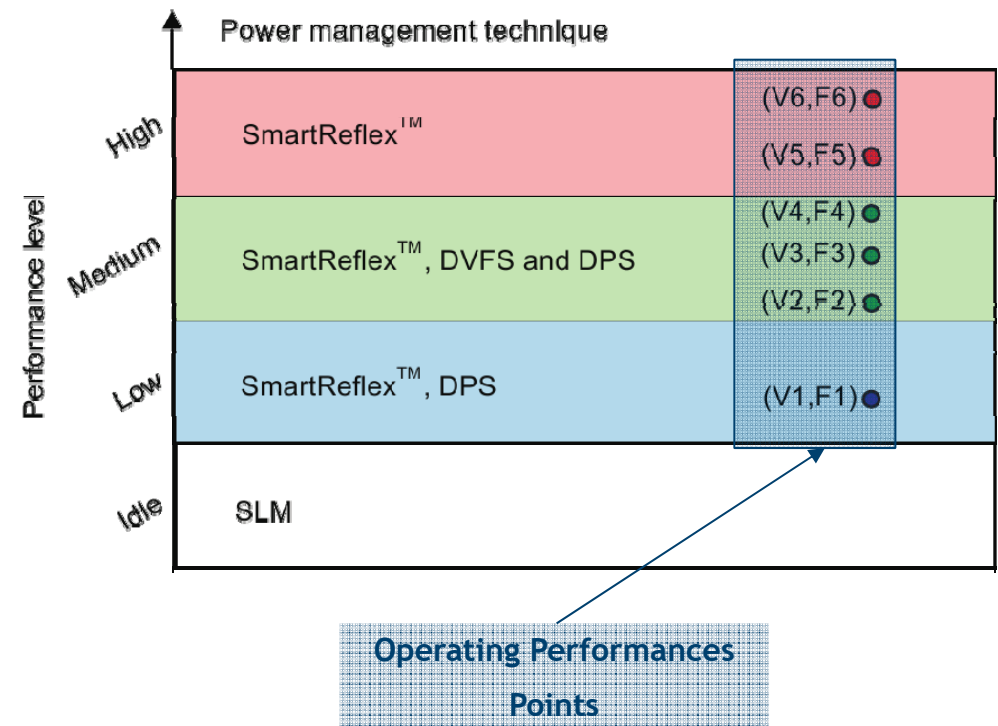 Power management technique
High
SmartReflex™
(V6,F6)
(V5,F5)
Medium
SmartReflex™, DVFS and DPS
(V4,F4)
(V3,F3)
(V2,F2)
Performance level
Low
SmartReflex™, DPS
(V1,F1)
Idle
SLM
Operating Performances
Points